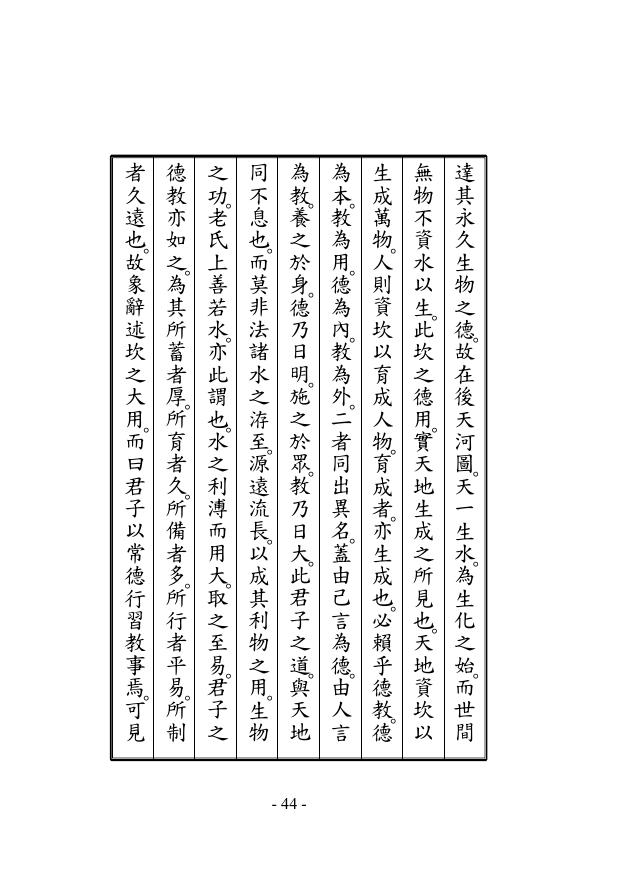 達其永久生物之德。故在後天河圖。天一生水。為生化之始。而世間
無物不資水以生。此坎之德用。實天地生成之所見也。天地資坎以
生成萬物。人則資坎以育成人物。育成者。亦生成也。必賴乎德教。德
為本。教為用。德為內。教為外。二者同出異名。蓋由己言為德。由人言
為教。養之於身。德乃日明。施之於眾。教乃日大。此君子之道。與天地
同不息也。而莫非法諸水之洊至。源遠流長。以成其利物之用。生物
之功。老氏上善若水。亦此謂也。水之利溥而用大。取之至易。君子之
德教亦如之。為其所蓄者厚。所育者久。所備者多。所行者平易。所制
者久遠也。故象辭述坎之大用。而曰君子以常德行習教事焉。可見
- 44 -